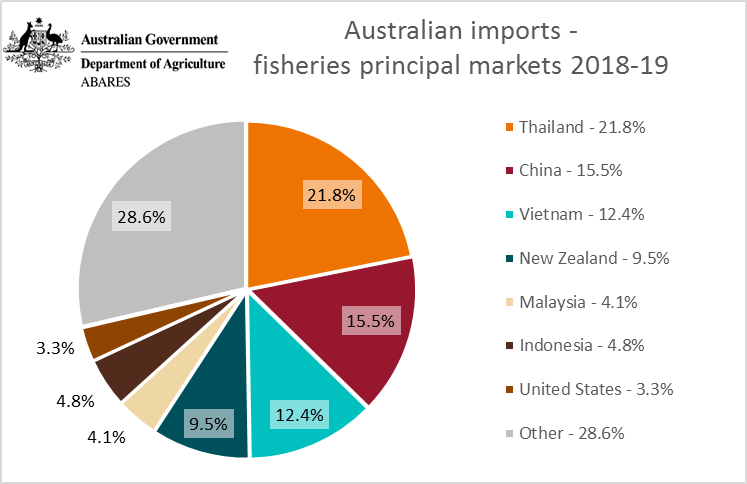 Australian Government
Department of Agriculture
ABARES
Australian imports -
fisheries principal markets 2018-19
Thailand - 21.8%
China - 15.5%
Vietnam - 12.4%
New Zealand - 9.5%
Malaysia - 4.1%
Indonesia - 4.8%
United States - 3.3%
Other - 28.6%
21.8%
15.5%
12.4%
9.5%
4.1%
4.8%
3.3%
28.6%